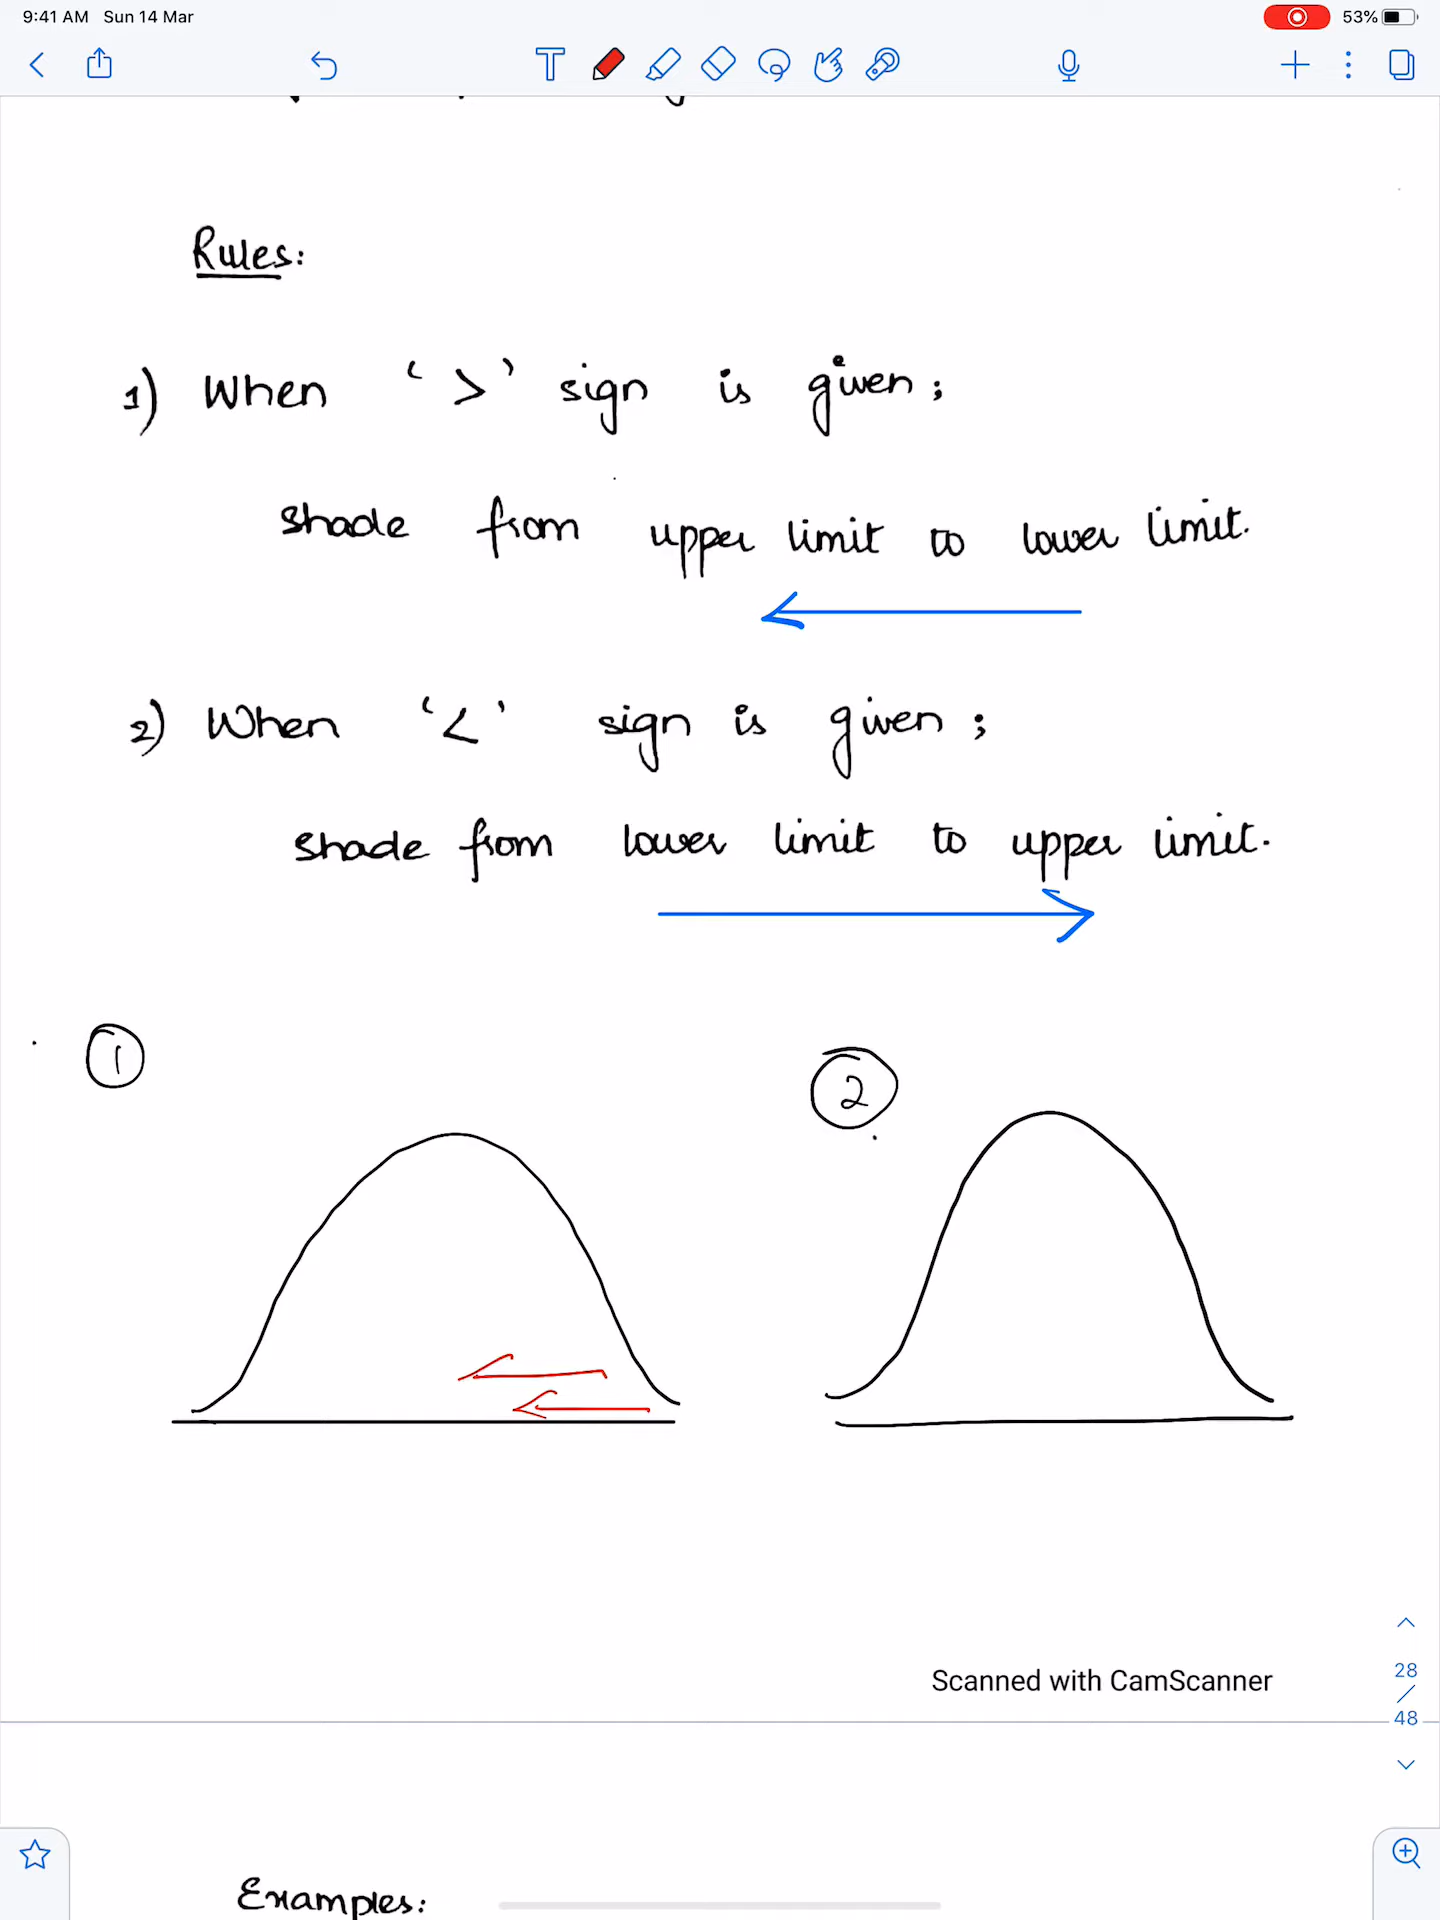 9:41 AM Sun 14 Mar
53%
Rules:
1) When ‘>’ sign is given;
shade from upper limit to lower limit.
2) When ‘<’ sign is given;
shade from lower limit to upper limit.
1
2
Scanned with CamScanner
28
/
48
Examples: